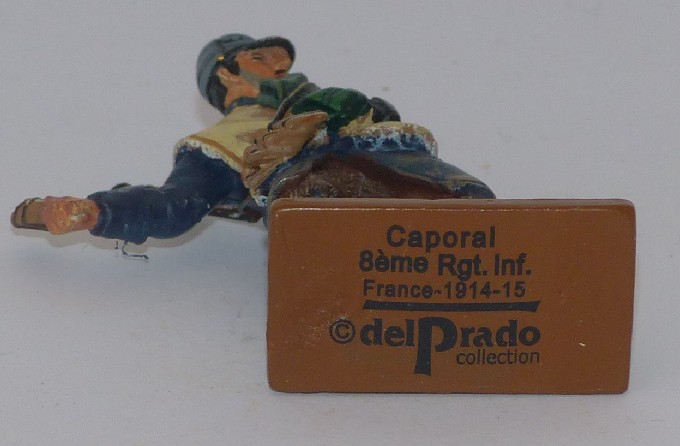 Caporal
8ème Rgt. Inf.
France-1914-15
© delPrado
collection